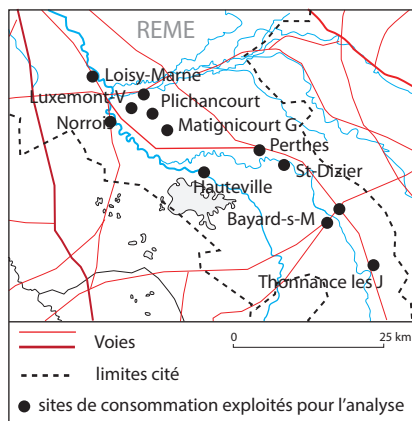 REME
Loisy-Marne
Luxemont-V
Plichancourt
Norrois
Matignicourt G
Perthes
St-Dizier
Hauteville
Bayard-s-M
Thonnance les J
Voies
0 25 km
limites cité
sites de consommation exploités pour l'analyse